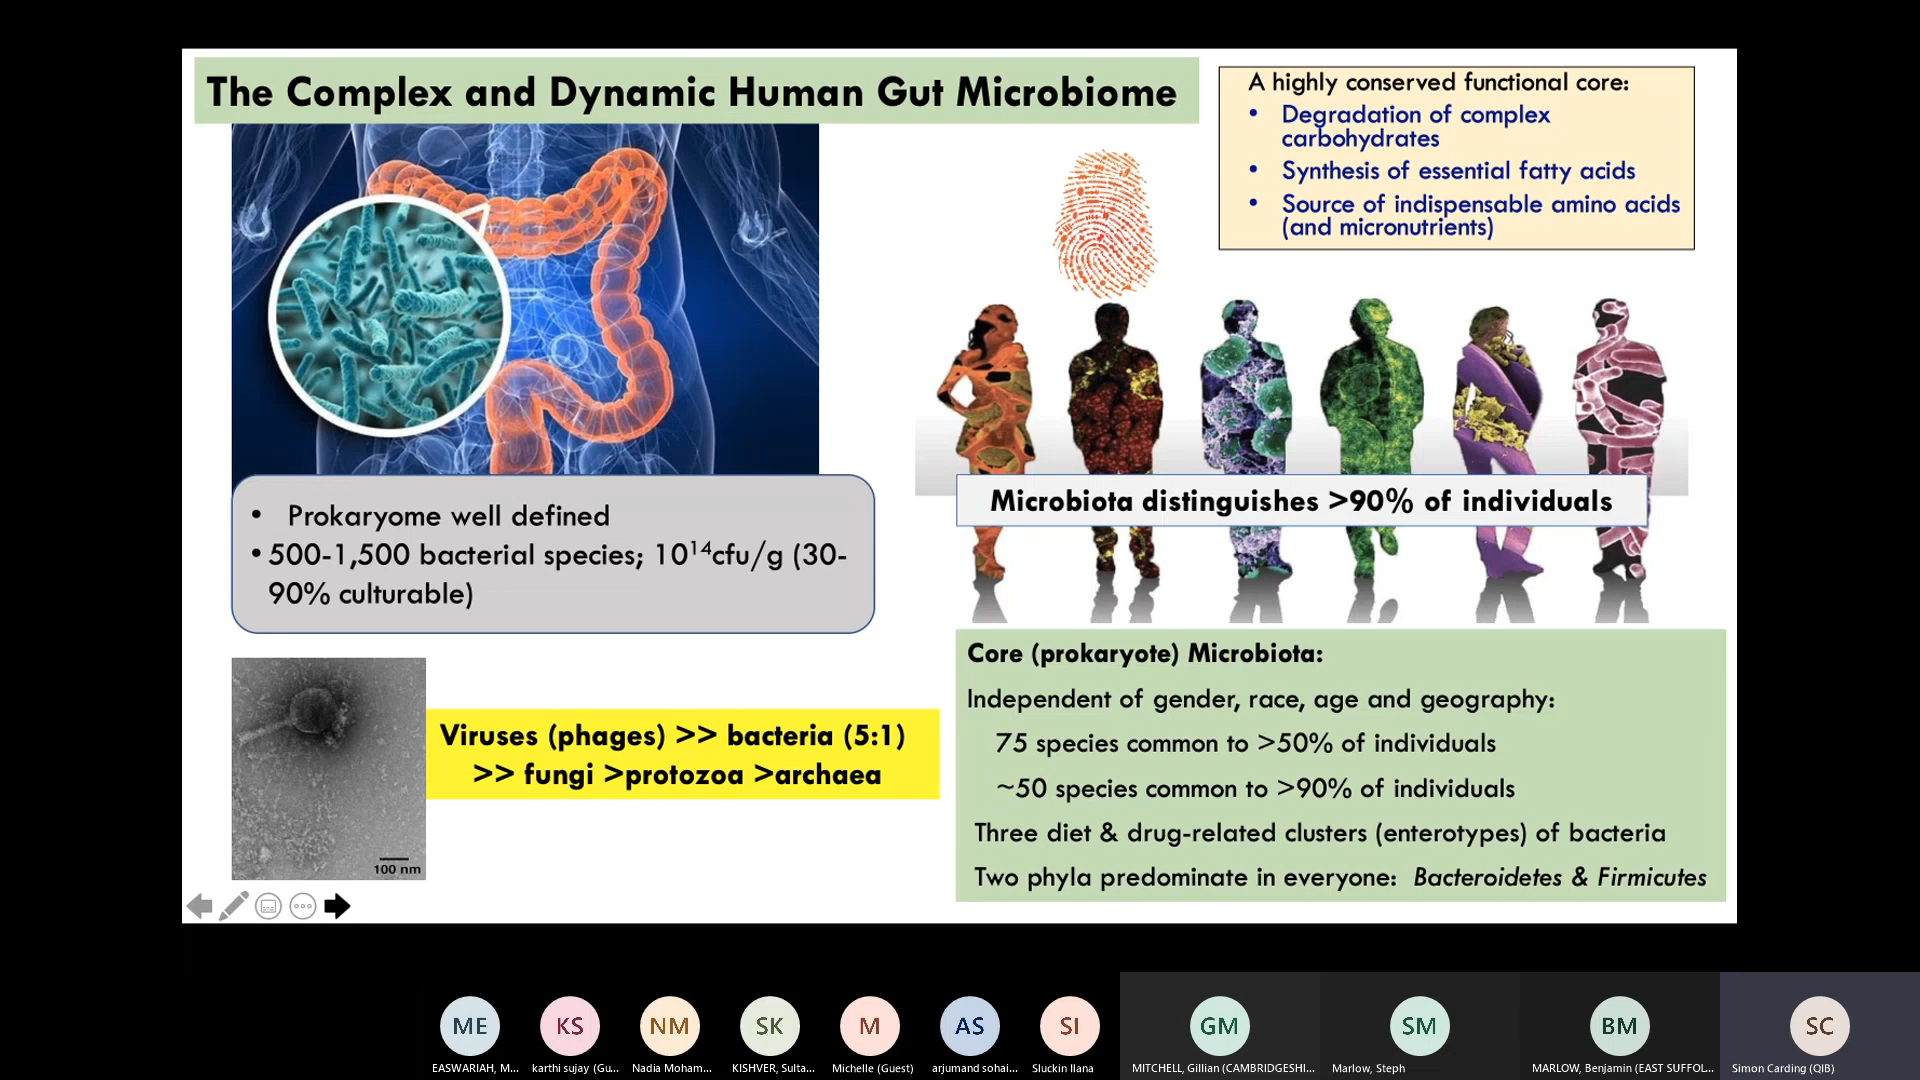 The Complex and Dynamic Human Gut Microbiome
A highly conserved functional core:
• Degradation of complex
carbohydrates
• Synthesis of essential fatty acids
• Source of indispensable amino acids
(and micronutrients)
Microbiota distinguishes >90% of individuals
• Prokaryome well defined
• 500-1,500 bacterial species; 10¹⁴cfu/g (30-
90% culturable)
100 nm
Viruses (phages) >> bacteria (5:1)
>> fungi >protozoa >archaea
Core (prokaryote) Microbiota:
Independent of gender, race, age and geography:
75 species common to >50% of individuals
~50 species common to >90% of individuals
Three diet & drug-related clusters (enterotypes) of bacteria
Two phyla predominate in everyone: Bacteroidetes & Firmicutes
ME KS NM SK M AS SI GM SM BM SC
EASWARIAH, M... karthi sujay (Gu... Nadia Moham... KISHVER, Sulta... Michelle (Guest) arjumand sohai... Sluckin Ilana MITCHELL, Gillian (CAMBRIDGESHI... Marlow, Steph MARLOW, Benjamin (EAST SUFFOL... Simon Carding (QIB)